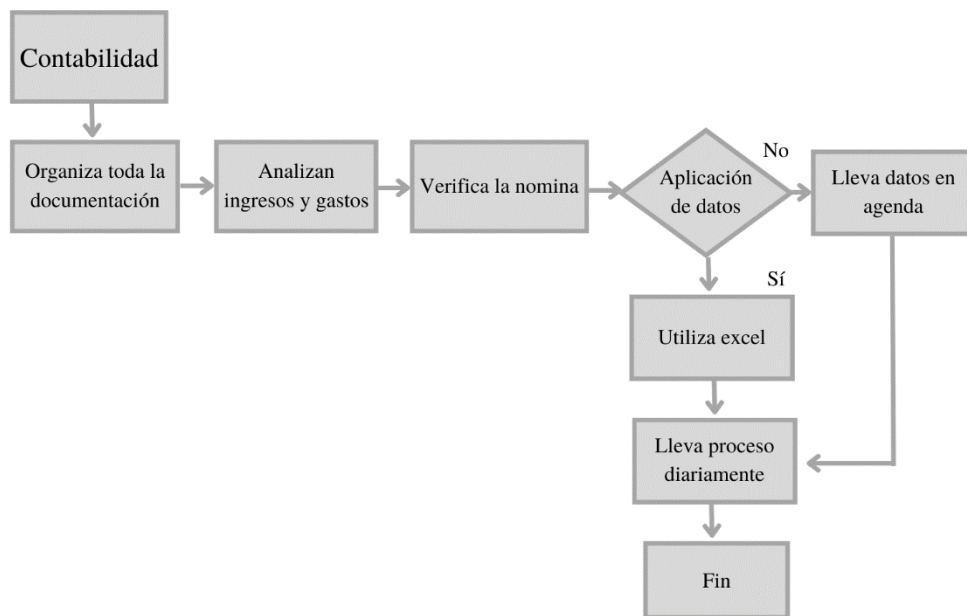 Contabilidad
Organiza toda la
documentación
Analizan
ingresos y gastos
Verifica la nomina
Aplicación
de datos
No
Lleva datos en
agenda
Sí
Utiliza excel
Lleva proceso
diariamente
Fin